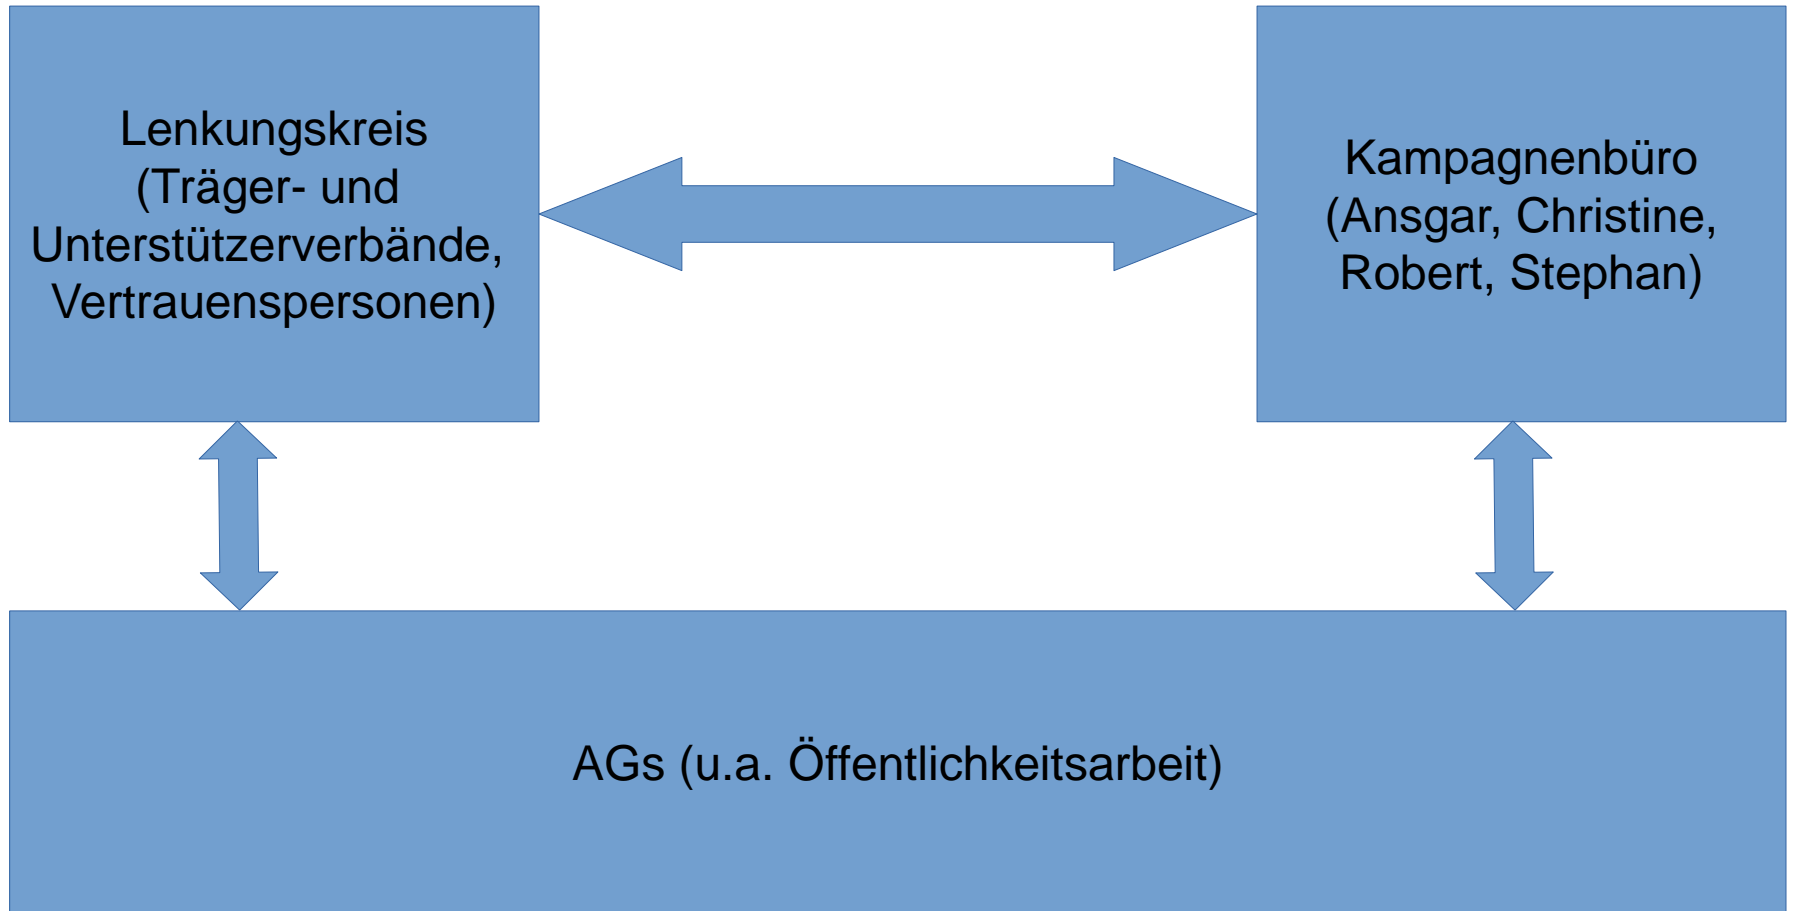 Lenkungskreis
(Träger- und
Unterstützerverbände,
Vertrauenspersonen)
Kampagnenbüro
(Ansgar, Christine,
Robert, Stephan)
AGs (u.a. Öffentlichkeitsarbeit)